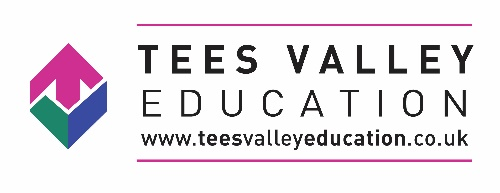 TEES VALLEY
EDUCATION
www.teesvalleyeducation.co.uk